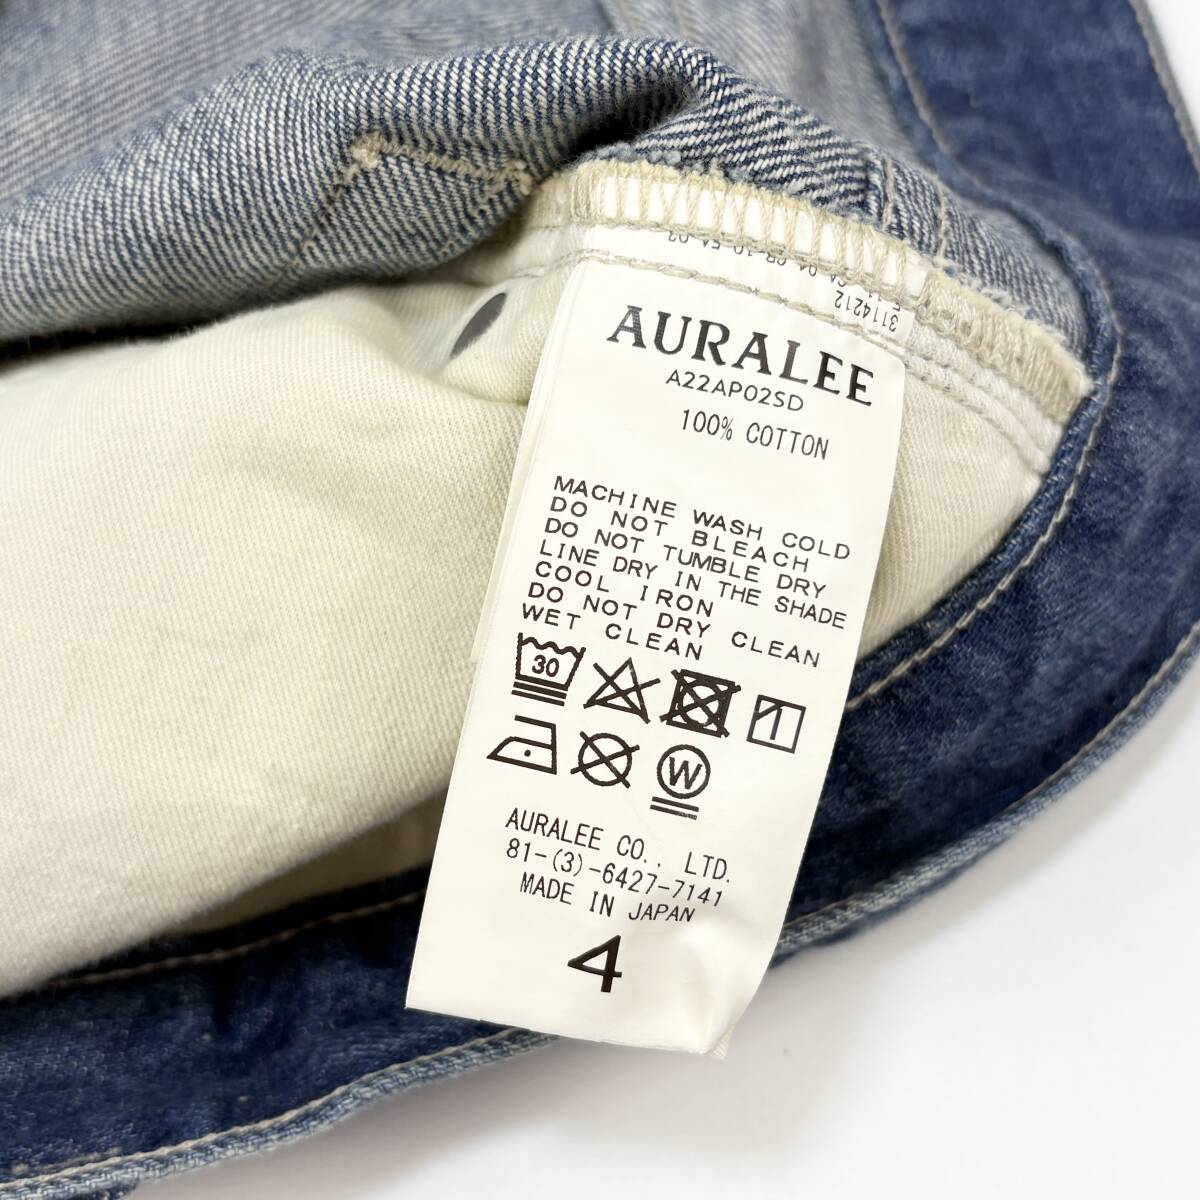 3114212
AURALEE
A22AP02SD
100% COTTON
MACHINE WASH COLD
DO NOT BLEACH
DO NOT TUMBLE DRY
LINE DRY IN THE SHADE
COOL IRON
DO NOT DRY CLEAN
WET CLEAN
30
W
AURALEE CO., LTD.
81-(3)-6427-7141
MADE IN JAPAN
4